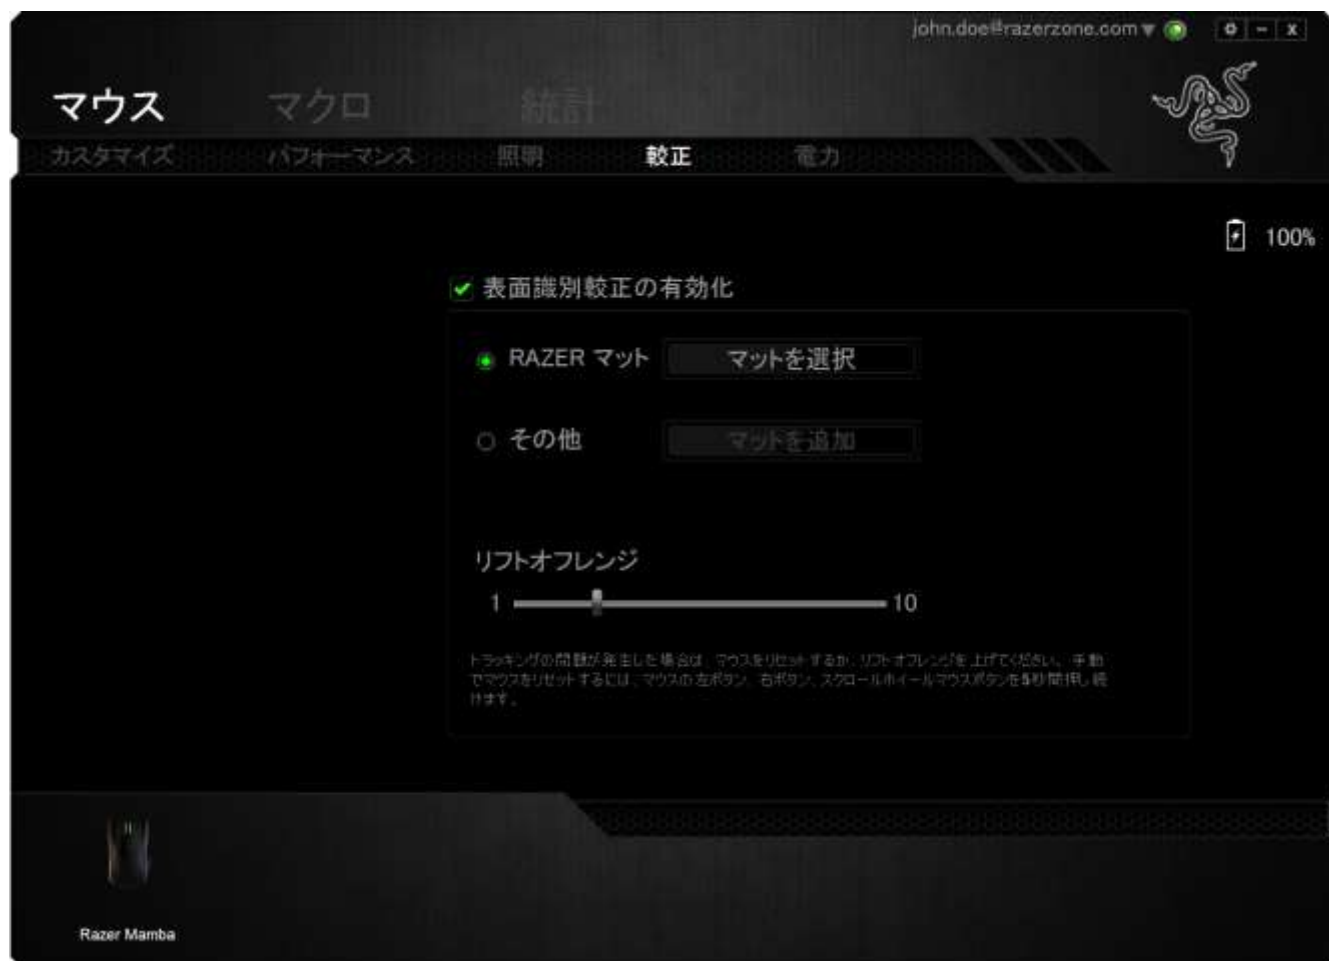 john.doe@razerzone.com
マウス マクロ 統計
カスタマイズ パフォーマンス 照明 較正 電力
100%
表面識別較正の有効化
RAZER マット マットを選択
その他 マットを追加
リフトオフレンジ
1 10
トラッキングの問題が発生した場合は、マウスをリセットするか、リフトオフレンジを上げてください。 手動
でマウスをリセットするには、マウスの左ボタン、右ボタン、スクロールホイールマウスボタンを5秒間押し続
けます。
Razer Mamba